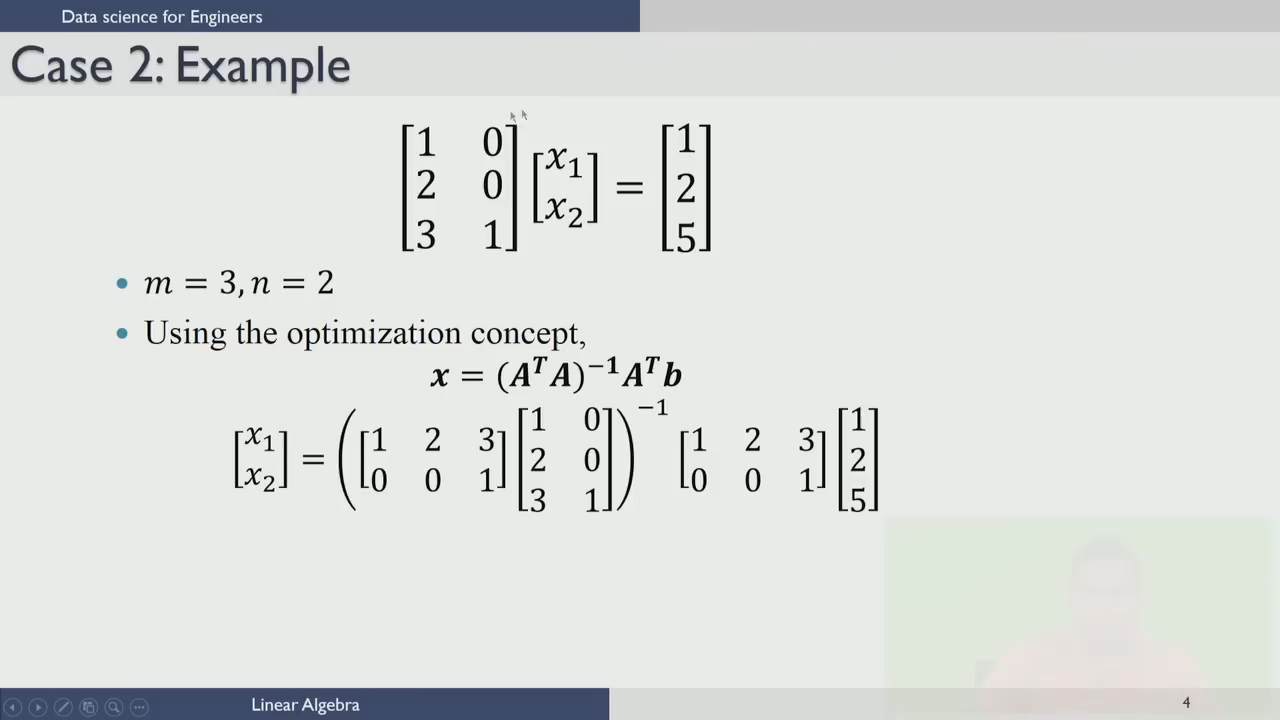 Data science for Engineers
Case 2: Example
[1 0; 2 0; 3 1] [x₁; x₂] = [1; 2; 5]
• m = 3, n = 2
• Using the optimization concept,
x = (AᵀA)⁻¹Aᵀb
[x₁; x₂] = ([1 2 3; 0 0 1] [1 0; 2 0; 3 1])⁻¹ [1 2 3; 0 0 1] [1; 2; 5]
Linear Algebra
4